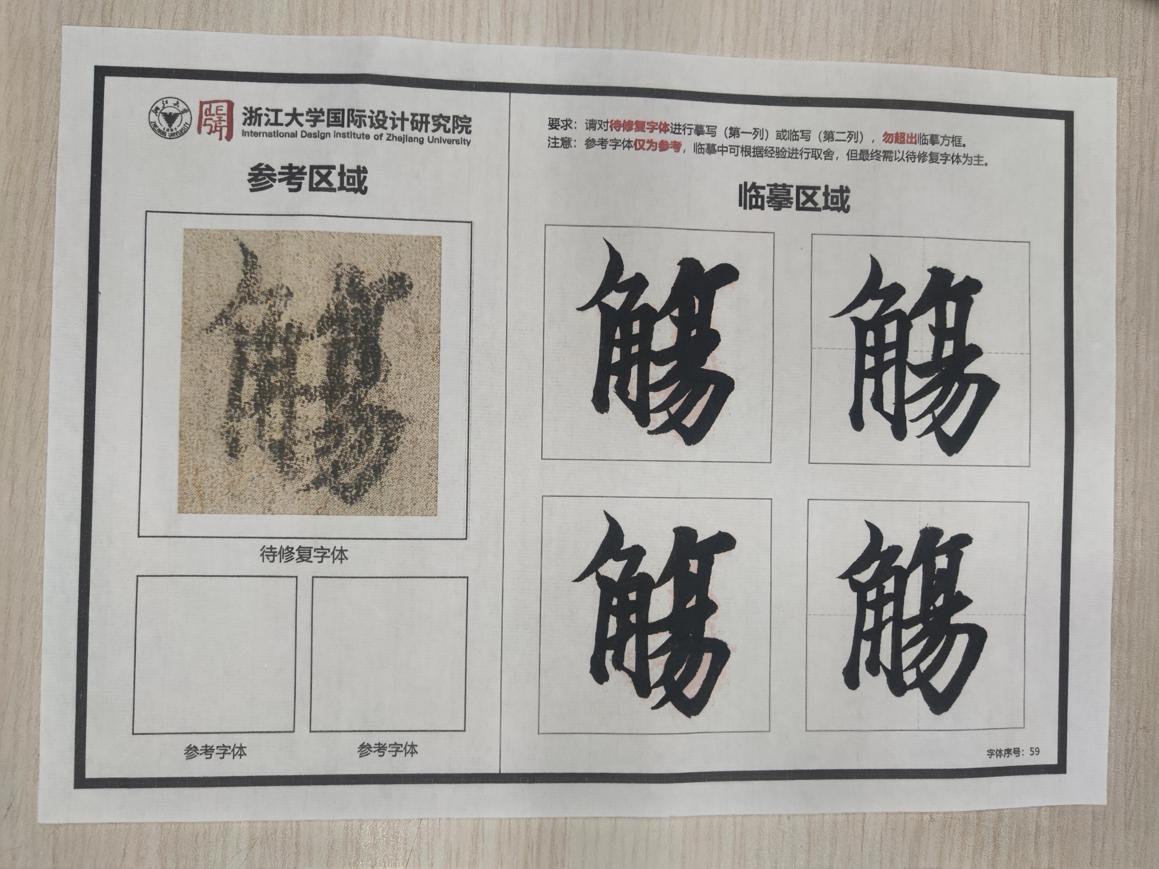 浙江大学国际设计研究院
International Design Institute of Zhejiang University
参考区域
待修复字体
参考字体
参考字体
要求：请对待修复字体进行摹写（第一列）或临写（第二列），勿超出临摹方框。
注意：参考字体仅为参考，临摹中可根据经验进行取舍，但最终需以待修复字体为主。
临摹区域
觞 觞
觞 觞
字体序号：59